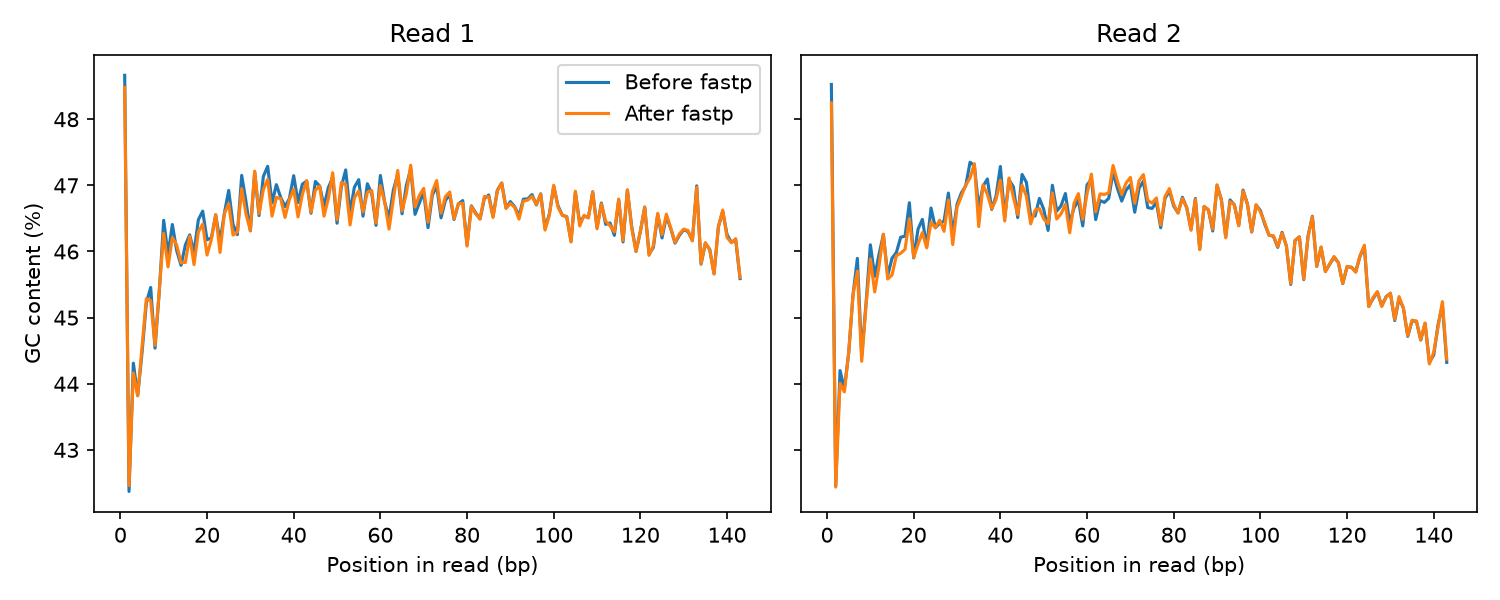 Read 1
Read 2
Before fastp
After fastp
GC content (%)
48
47
46
45
44
43
0 20 40 60 80 100 120 140
0 20 40 60 80 100 120 140
Position in read (bp)
Position in read (bp)